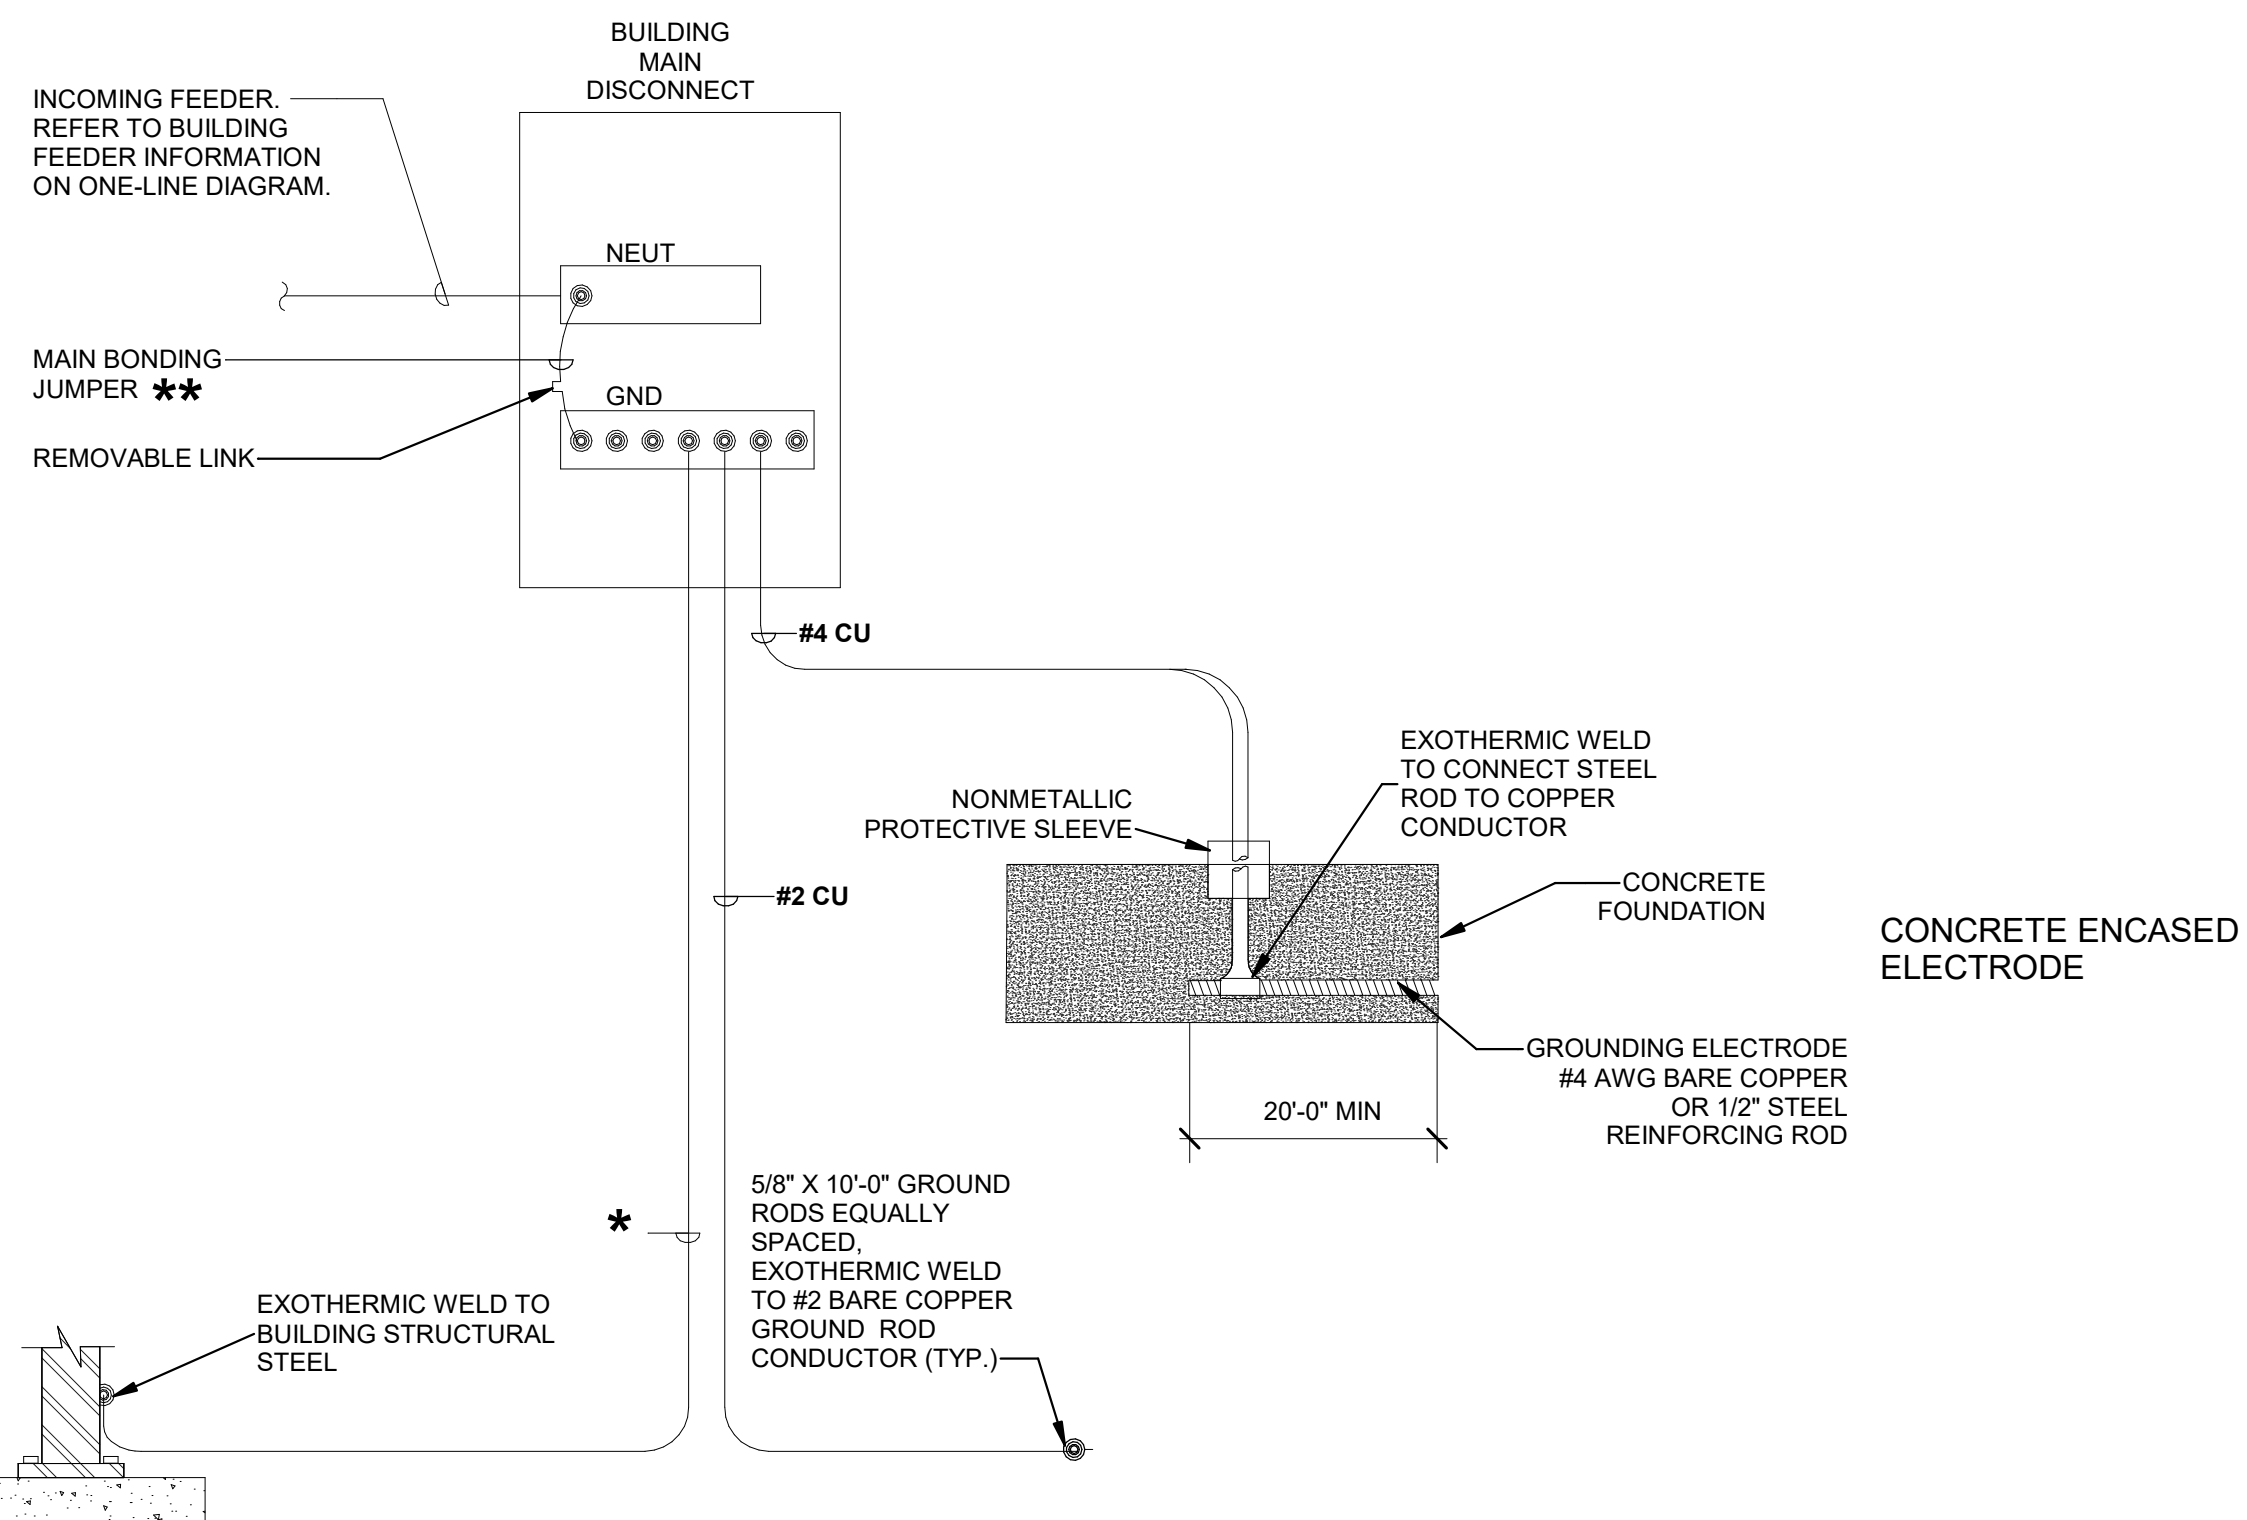 BUILDING
MAIN
DISCONNECT
INCOMING FEEDER.
REFER TO BUILDING
FEEDER INFORMATION
ON ONE-LINE DIAGRAM.
NEUT
MAIN BONDING
JUMPER **
GND
REMOVABLE LINK
#4 CU
EXOTHERMIC WELD
TO CONNECT STEEL
ROD TO COPPER
CONDUCTOR
NONMETALLIC
PROTECTIVE SLEEVE
#2 CU
CONCRETE
FOUNDATION
CONCRETE ENCASED
ELECTRODE
GROUNDING ELECTRODE
#4 AWG BARE COPPER
OR 1/2" STEEL
REINFORCING ROD
20'-0" MIN
5/8" X 10'-0" GROUND
RODS EQUALLY
SPACED,
EXOTHERMIC WELD
TO #2 BARE COPPER
GROUND ROD
CONDUCTOR (TYP.)
*
EXOTHERMIC WELD TO
BUILDING STRUCTURAL
STEEL